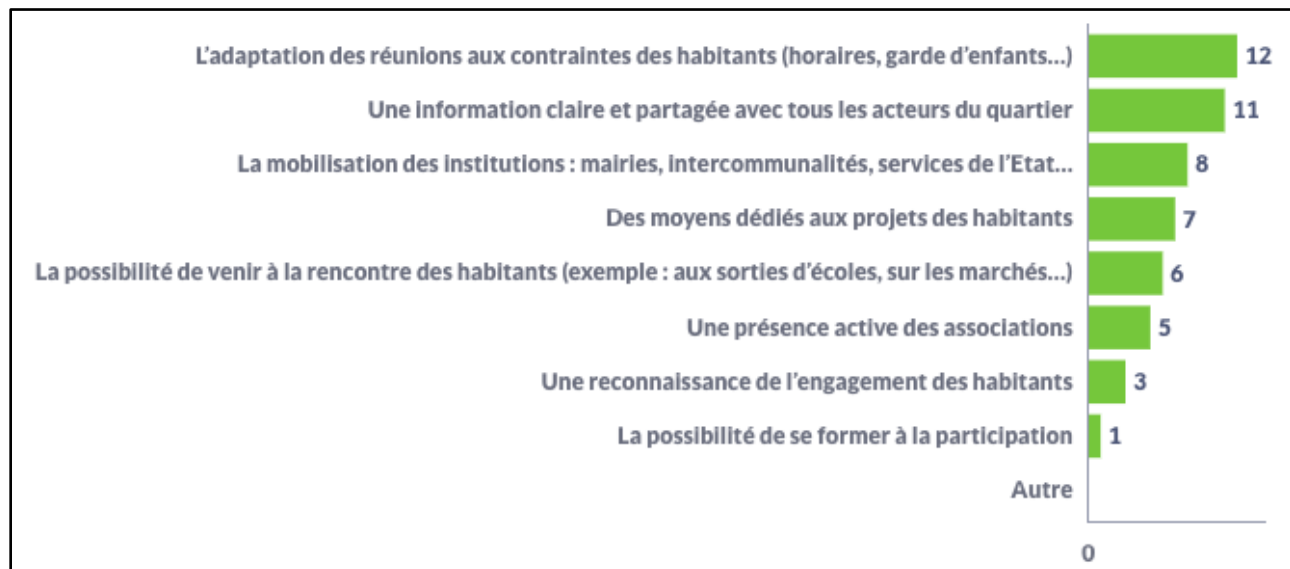 L’adaptation des réunions aux contraintes des habitants (horaires, garde d’enfants…) 12
Une information claire et partagée avec tous les acteurs du quartier 11
La mobilisation des institutions : mairies, intercommunalités, services de l’Etat… 8
Des moyens dédiés aux projets des habitants 7
La possibilité de venir à la rencontre des habitants (exemple : aux sorties d’écoles, sur les marchés…) 6
Une présence active des associations 5
Une reconnaissance de l’engagement des habitants 3
La possibilité de se former à la participation 1
Autre
0